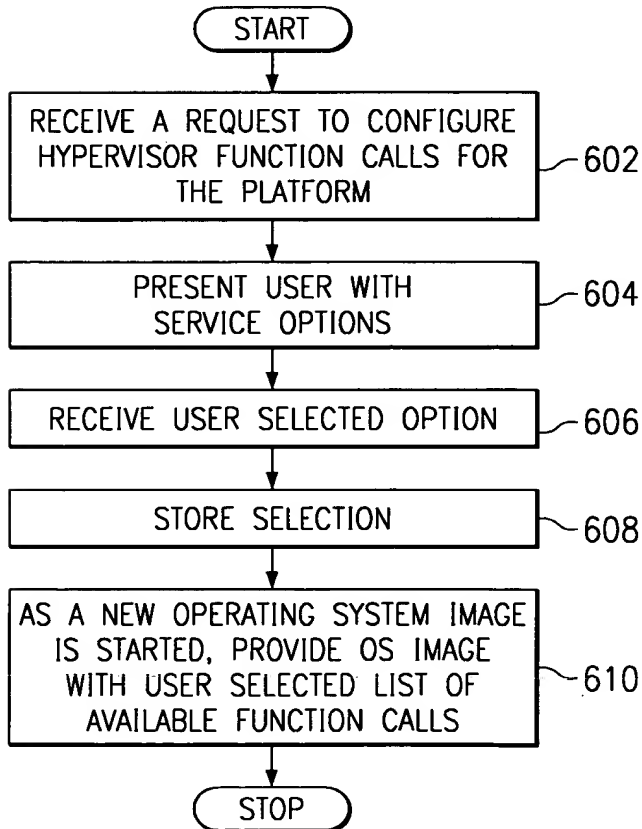 START
RECEIVE A REQUEST TO CONFIGURE
HYPERVISOR FUNCTION CALLS FOR
THE PLATFORM
602
PRESENT USER WITH
SERVICE OPTIONS
604
RECEIVE USER SELECTED OPTION
606
STORE SELECTION
608
AS A NEW OPERATING SYSTEM IMAGE
IS STARTED, PROVIDE OS IMAGE
WITH USER SELECTED LIST OF
AVAILABLE FUNCTION CALLS
610
STOP